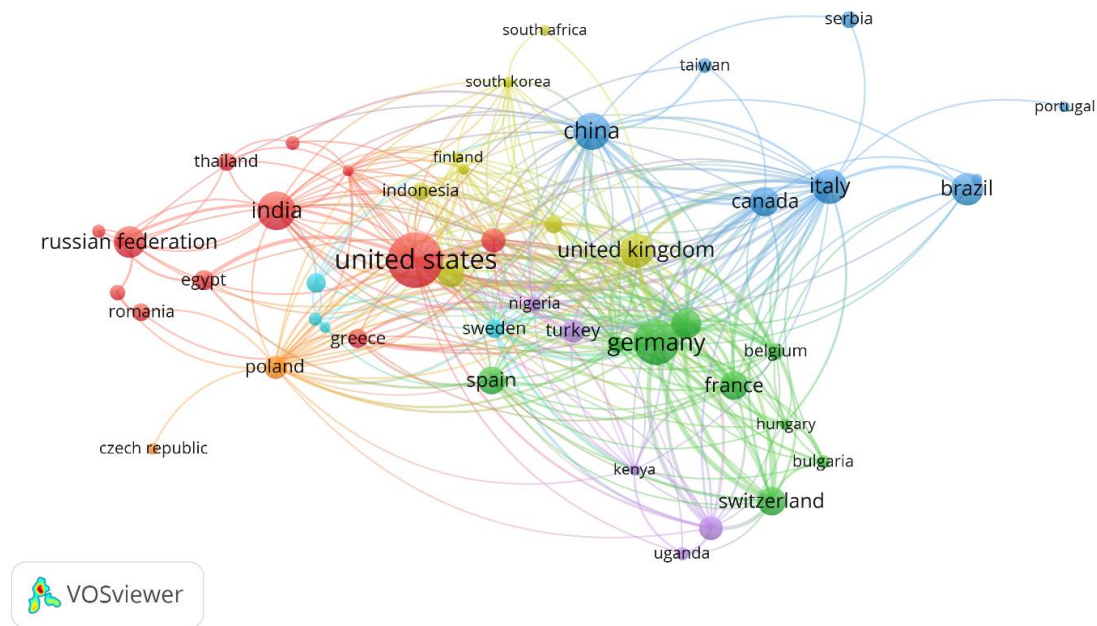 serbia
south africa
taiwan
south korea
portugal
china
finland
thailand
indonesia
italy
brazil
canada
india
russian federation
united kingdom
united states
egypt
nigeria
romania
sweden
turkey
greece
germany
belgium
poland
spain
france
hungary
czech republic
bulgaria
kenya
switzerland
uganda
VOSviewer